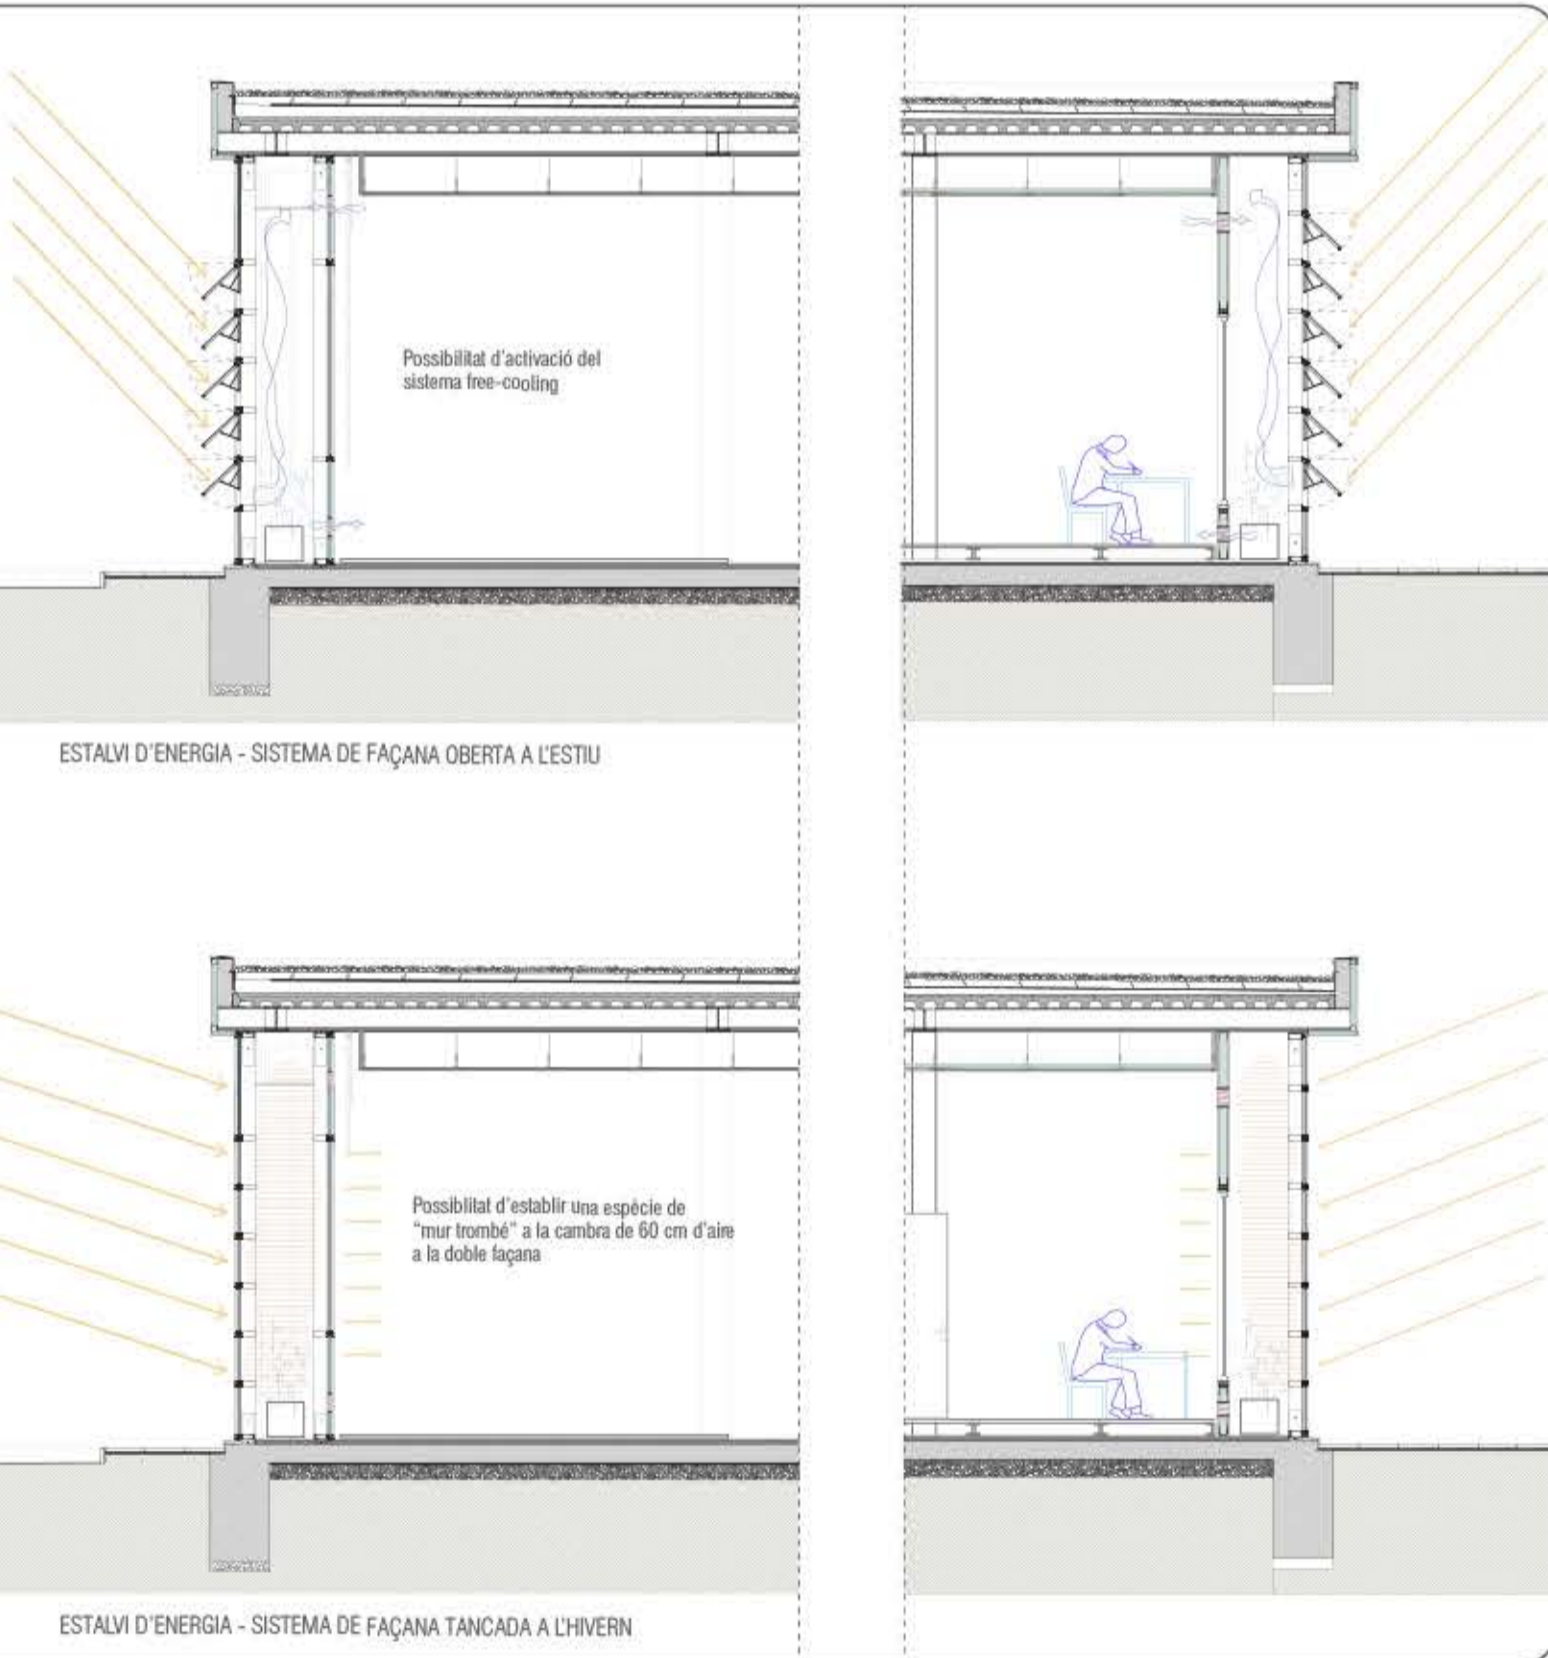 Possibilitat d'activació del
sistema free-cooling
ESTALVI D'ENERGIA - SISTEMA DE FAÇANA OBERTA A L'ESTIU
Possiblitat d'establir una espècie de
"mur trombé" a la cambra de 60 cm d'aire
a la doble façana
ESTALVI D'ENERGIA - SISTEMA DE FAÇANA TANCADA A L'HIVERN